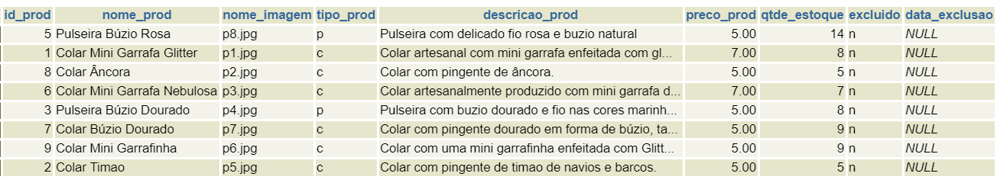 id_prod nome_prod nome_imagem tipo_prod descricao_prod preco_prod qtde_estoque excluido data_exclusao
5 Pulseira Búzio Rosa p8.jpg p Pulseira com delicado fio rosa e buzio natural 5.00 14 n NULL
1 Colar Mini Garrafa Glitter p1.jpg c Colar artesanal com mini garrafa enfeitada com gl... 7.00 8 n NULL
8 Colar Âncora p2.jpg c Colar com pingente de âncora. 5.00 5 n NULL
6 Colar Mini Garrafa Nebulosa p3.jpg c Colar artesanalmente produzido com mini garrafa d... 7.00 7 n NULL
3 Pulseira Búzio Dourado p4.jpg p Pulseira com buzio dourado e fio nas cores marinh... 5.00 8 n NULL
7 Colar Búzio Dourado p7.jpg c Colar com pingente dourado em forma de búzio, ta... 5.00 9 n NULL
9 Colar Mini Garrafinha p6.jpg c Colar com uma mini garrafinha enfeitada com Glitt... 5.00 9 n NULL
2 Colar Timao p5.jpg c Colar com pingente de timao de navios e barcos. 5.00 5 n NULL